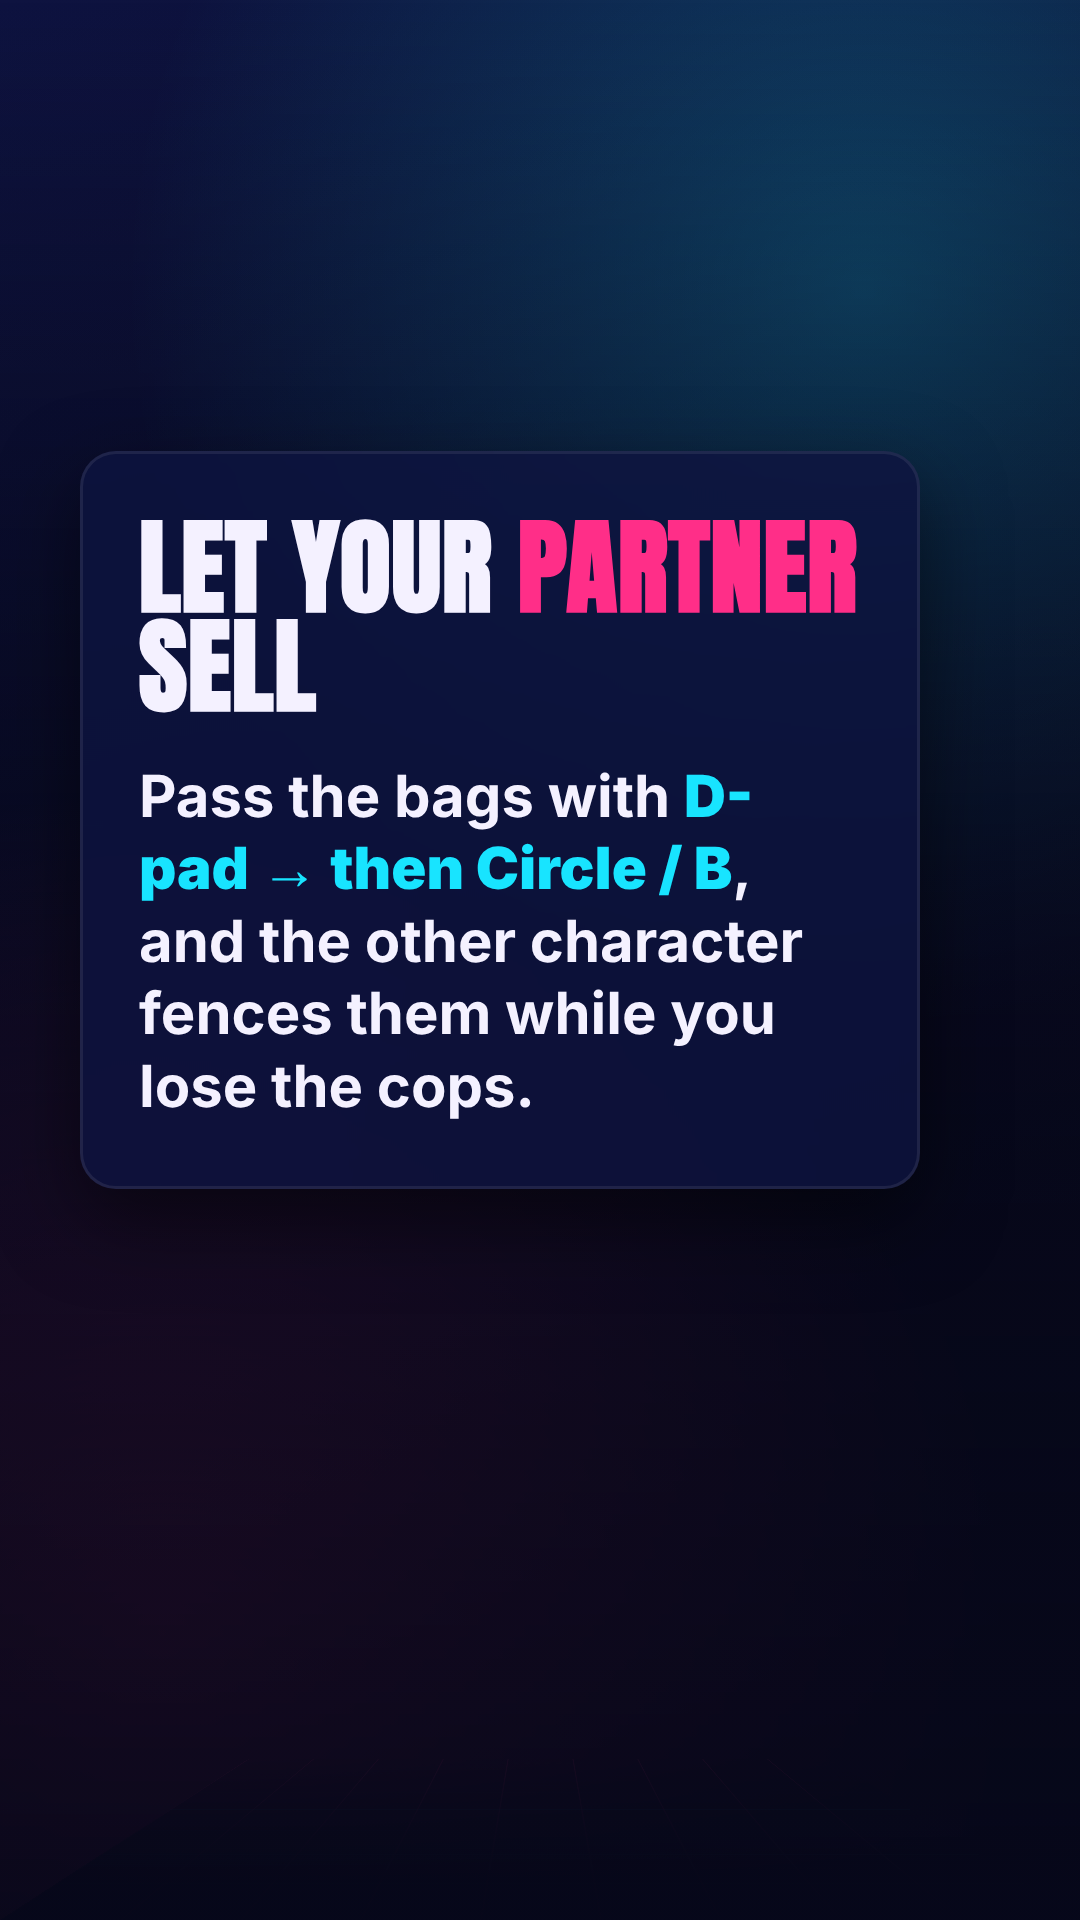 LET YOUR PARTNER
SELL
Pass the bags with D-
pad → then Circle / B,
and the other character
fences them while you
lose the cops.